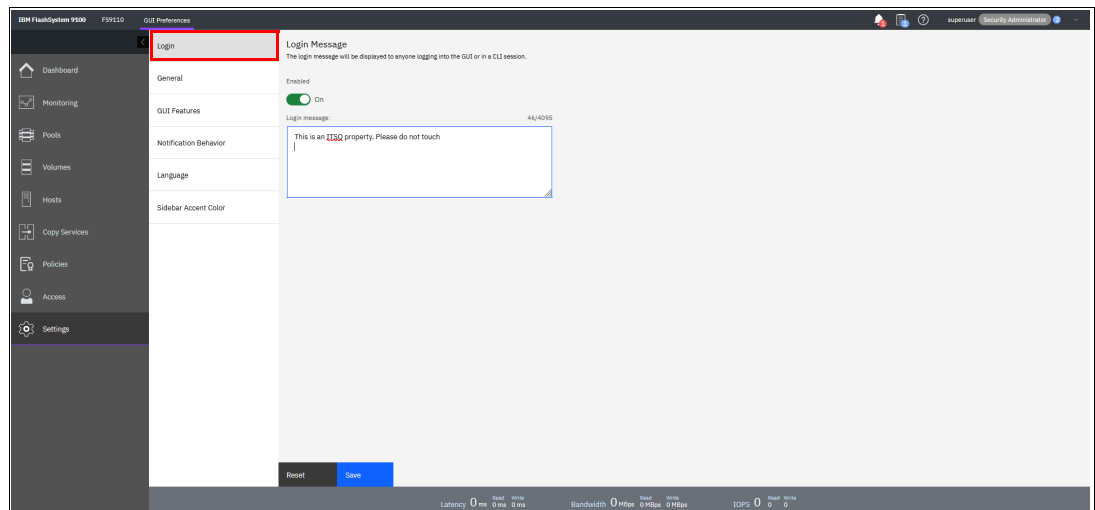 IBM FlashSystem 9100 FS9110 GUI Preferences superuser Security Administrator
Login
General
GUI Features
Notification Behavior
Language
Sidebar Accent Color
Dashboard
Monitoring
Pools
Volumes
Hosts
Copy Services
Policies
Access
Settings
Login Message
The login message will be displayed to anyone logging into the GUI or in a CLI session.
Enabled
On
Login message: 46/4095
This is an ITSO property. Please do not touch
Reset Save
Latency 0 ms Read 0 ms Write 0 ms Bandwidth 0 MBps Read 0 MBps Write 0 MBps IOPS 0 Read 0 Write 0